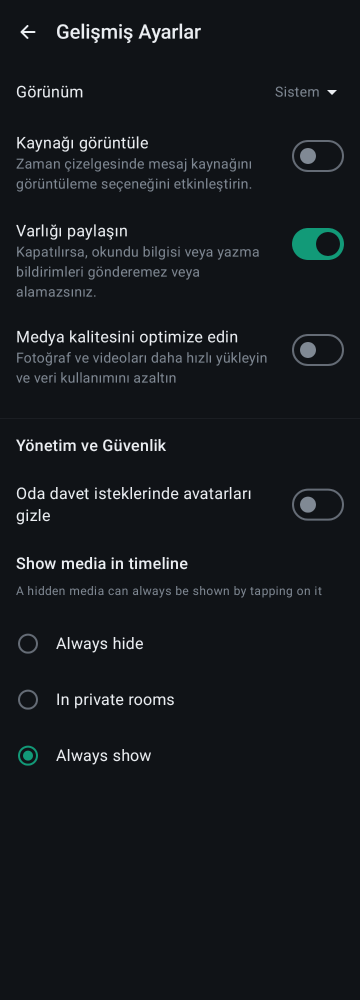 Gelişmiş Ayarlar
Görünüm
Sistem
Kaynağı görüntüle
Zaman çizelgesinde mesaj kaynağını
görüntüleme seçeneğini etkinleştirin.
Varlığı paylaşın
Kapatılırsa, okundu bilgisi veya yazma
bildirimleri gönderemez veya
alamazsınız.
Medya kalitesini optimize edin
Fotoğraf ve videoları daha hızlı yükleyin
ve veri kullanımını azaltın
Yönetim ve Güvenlik
Oda davet isteklerinde avatarları
gizle
Show media in timeline
A hidden media can always be shown by tapping on it
Always hide
In private rooms
Always show